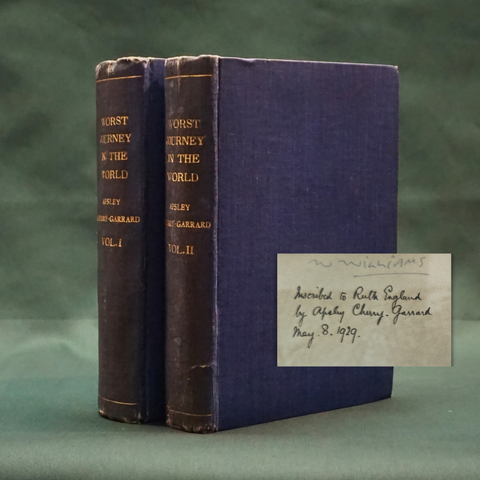 WORST
JOURNEY
IN THE
WORLD
APSLEY
CHERRY-GARRARD
VOL. I
WORST
JOURNEY
IN THE
WORLD
APSLEY
CHERRY-GARRARD
VOL. II
W WILLIAMS
Inscribed to Ruth England
by Apsley Cherry-Garrard
May. 8. 1929.